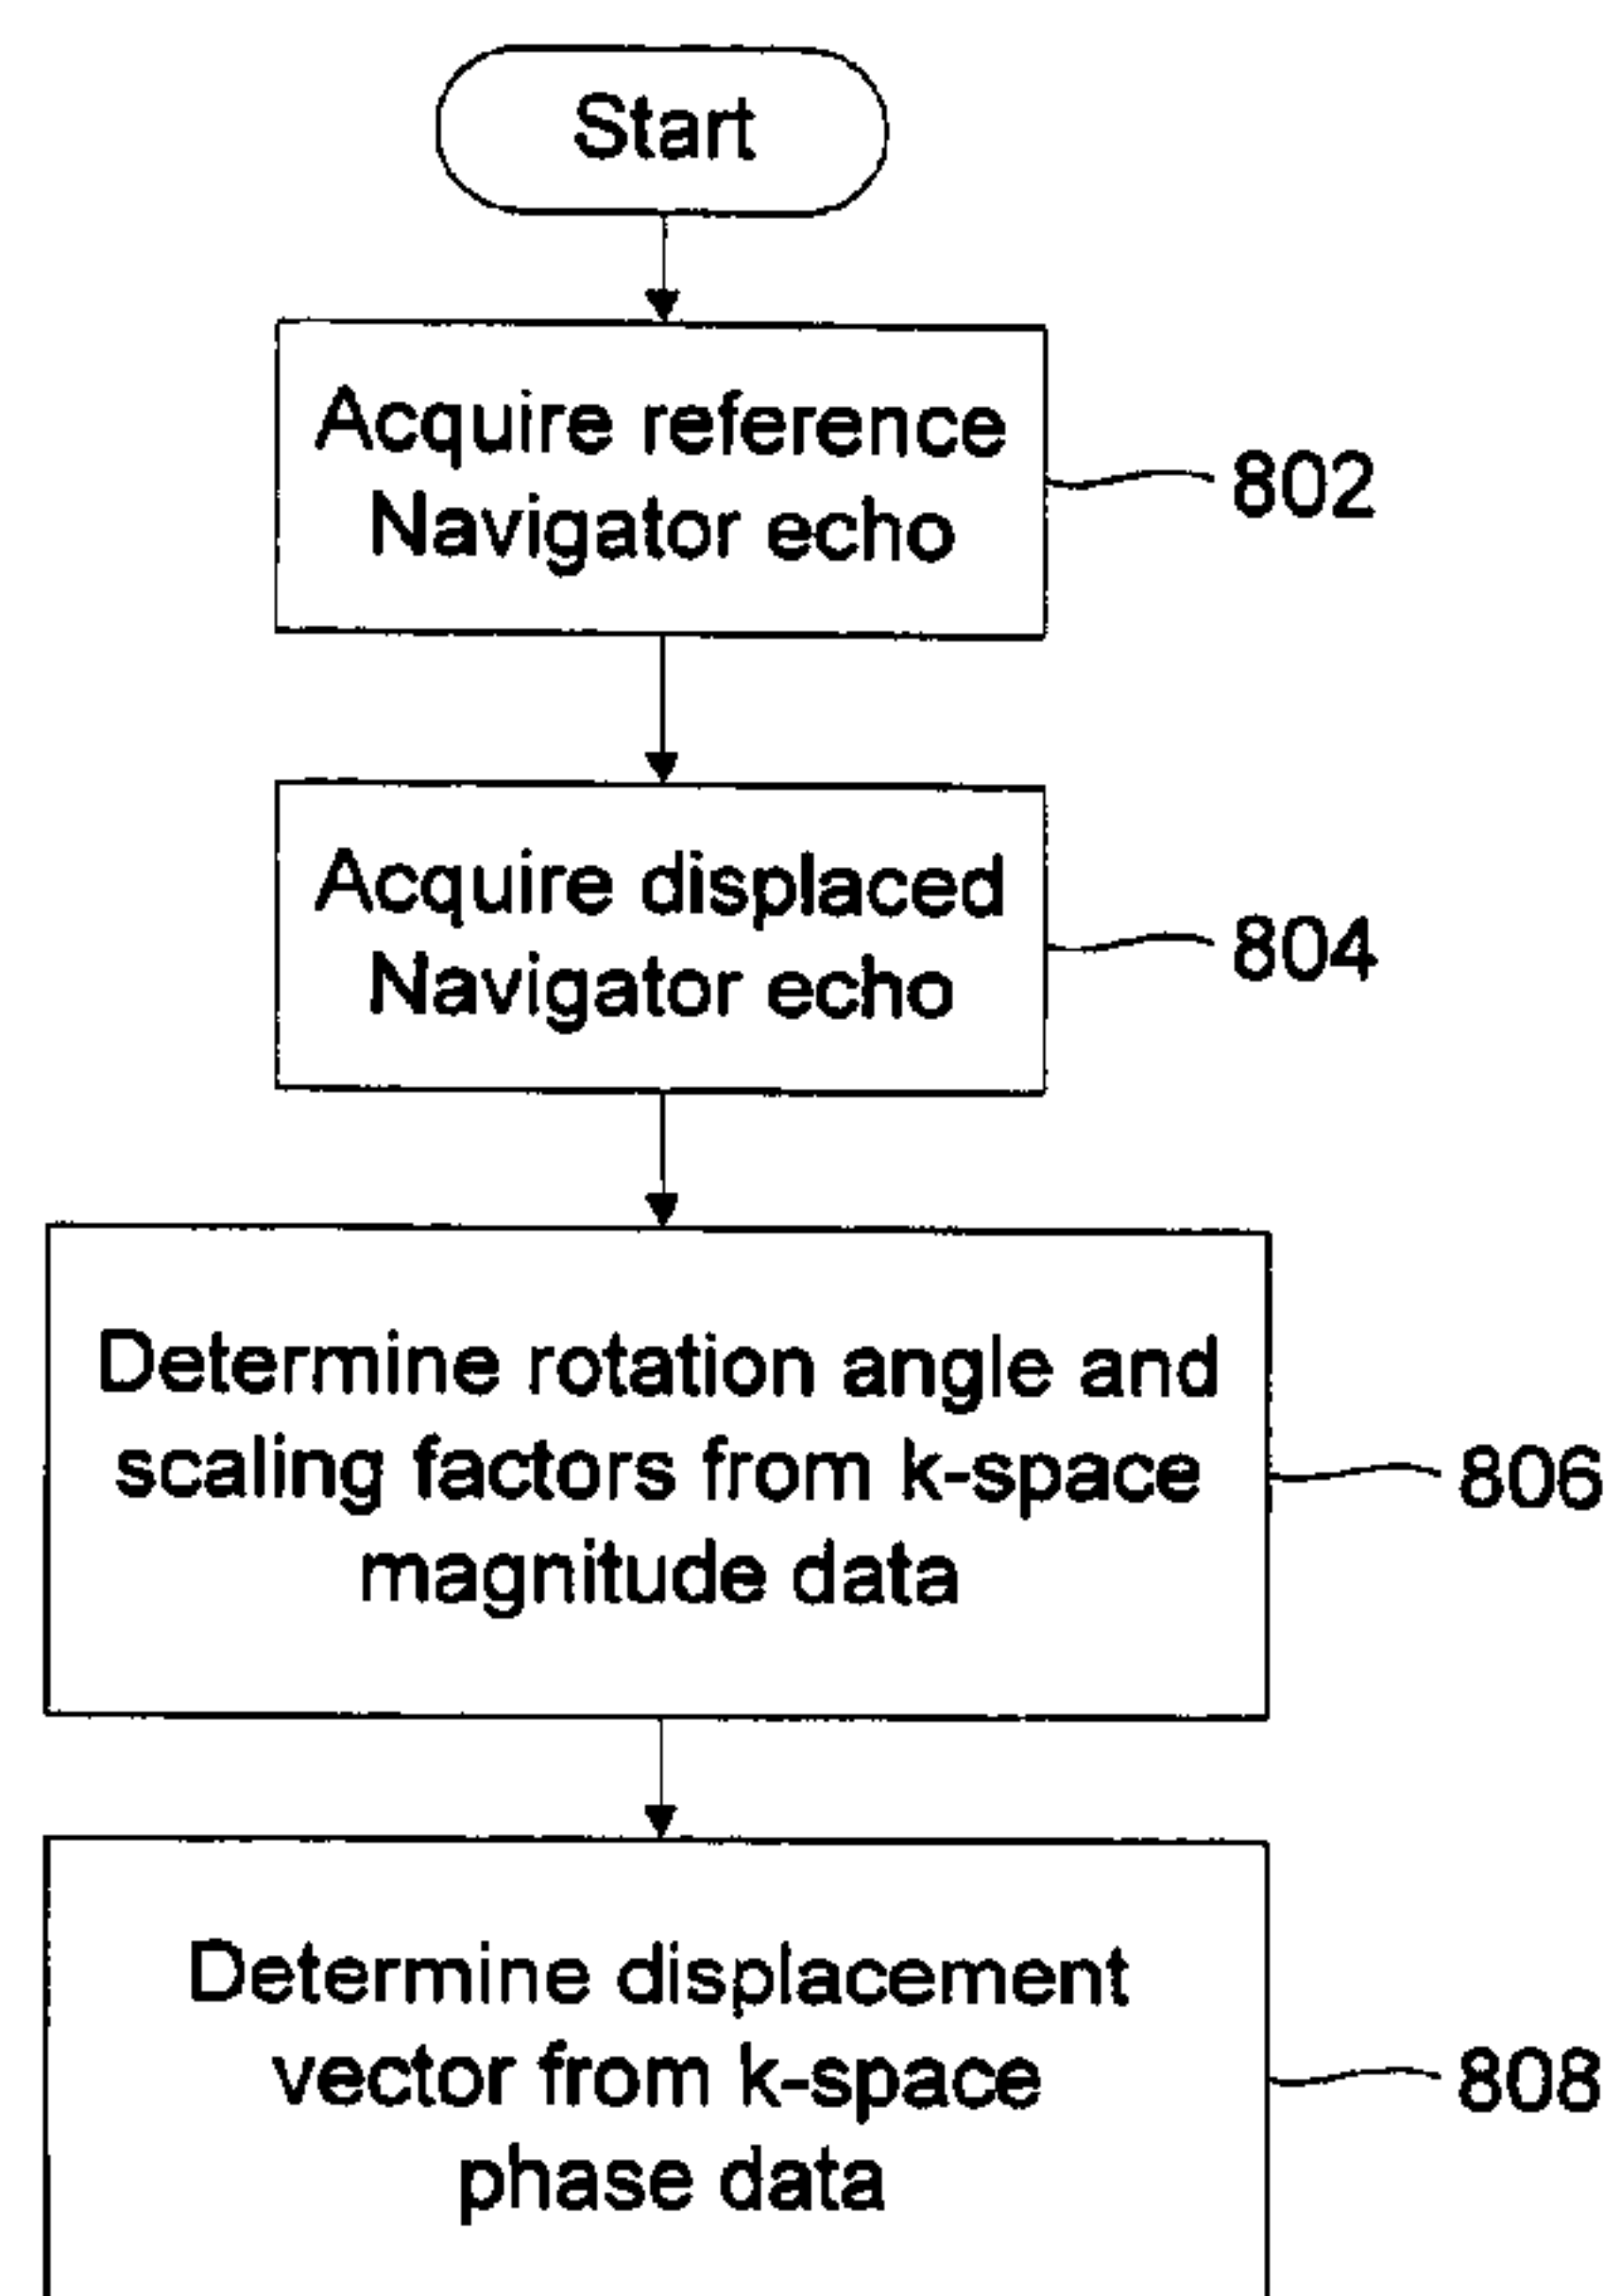 Start
Acquire reference
Navigator echo
802
Acquire displaced
Navigator echo
804
Determine rotation angle and
scaling factors from k-space
magnitude data
806
Determine displacement
vector from k-space
phase data
808